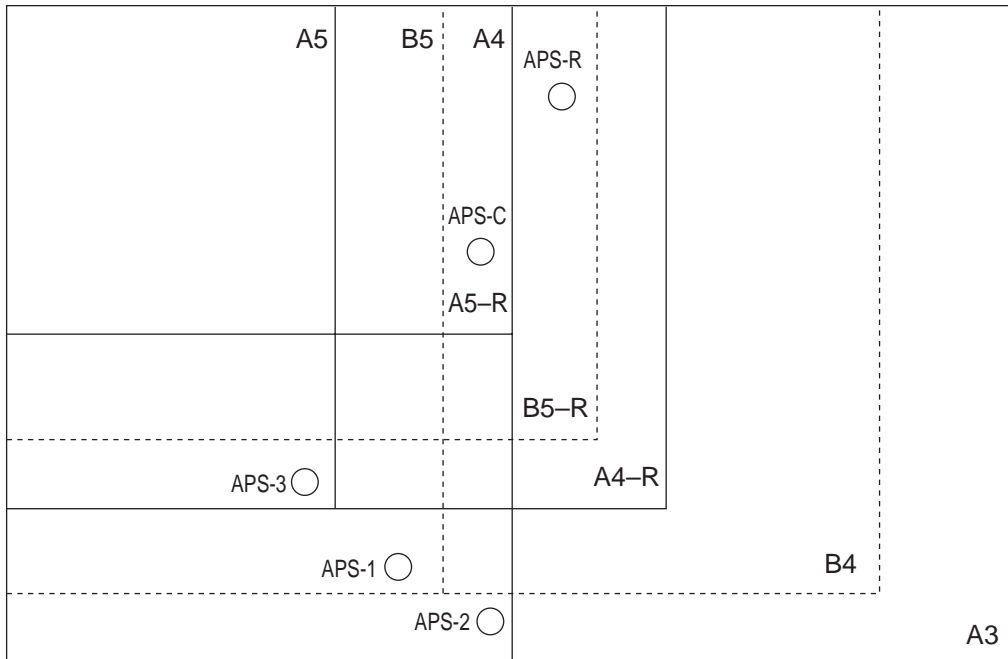 A5 B5 A4
APS-R
APS-C
A5–R
B5–R
APS-3
A4–R
APS-1
B4
APS-2
A3